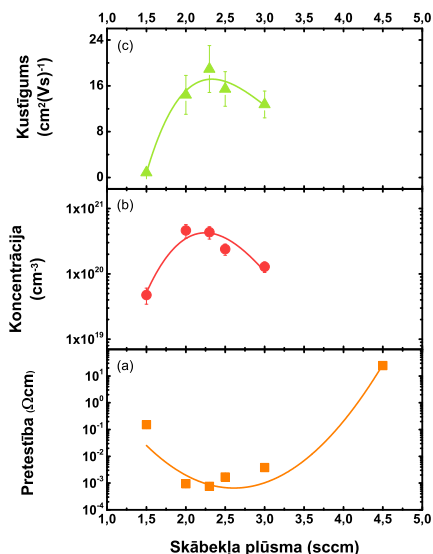 1,0 1,5 2,0 2,5 3,0 3,5 4,0 4,5 5,0
(c)
24
16
8
0
Kustīgums
(cm²(Vs)⁻¹)
(b)
1x10²¹
1x10²⁰
1x10¹⁹
Koncentrācija
(cm⁻³)
(a)
10¹
10⁰
10⁻¹
10⁻²
10⁻³
10⁻⁴
Pretestība (Ωcm)
1,0 1,5 2,0 2,5 3,0 3,5 4,0 4,5 5,0
Skābekļa plūsma (sccm)